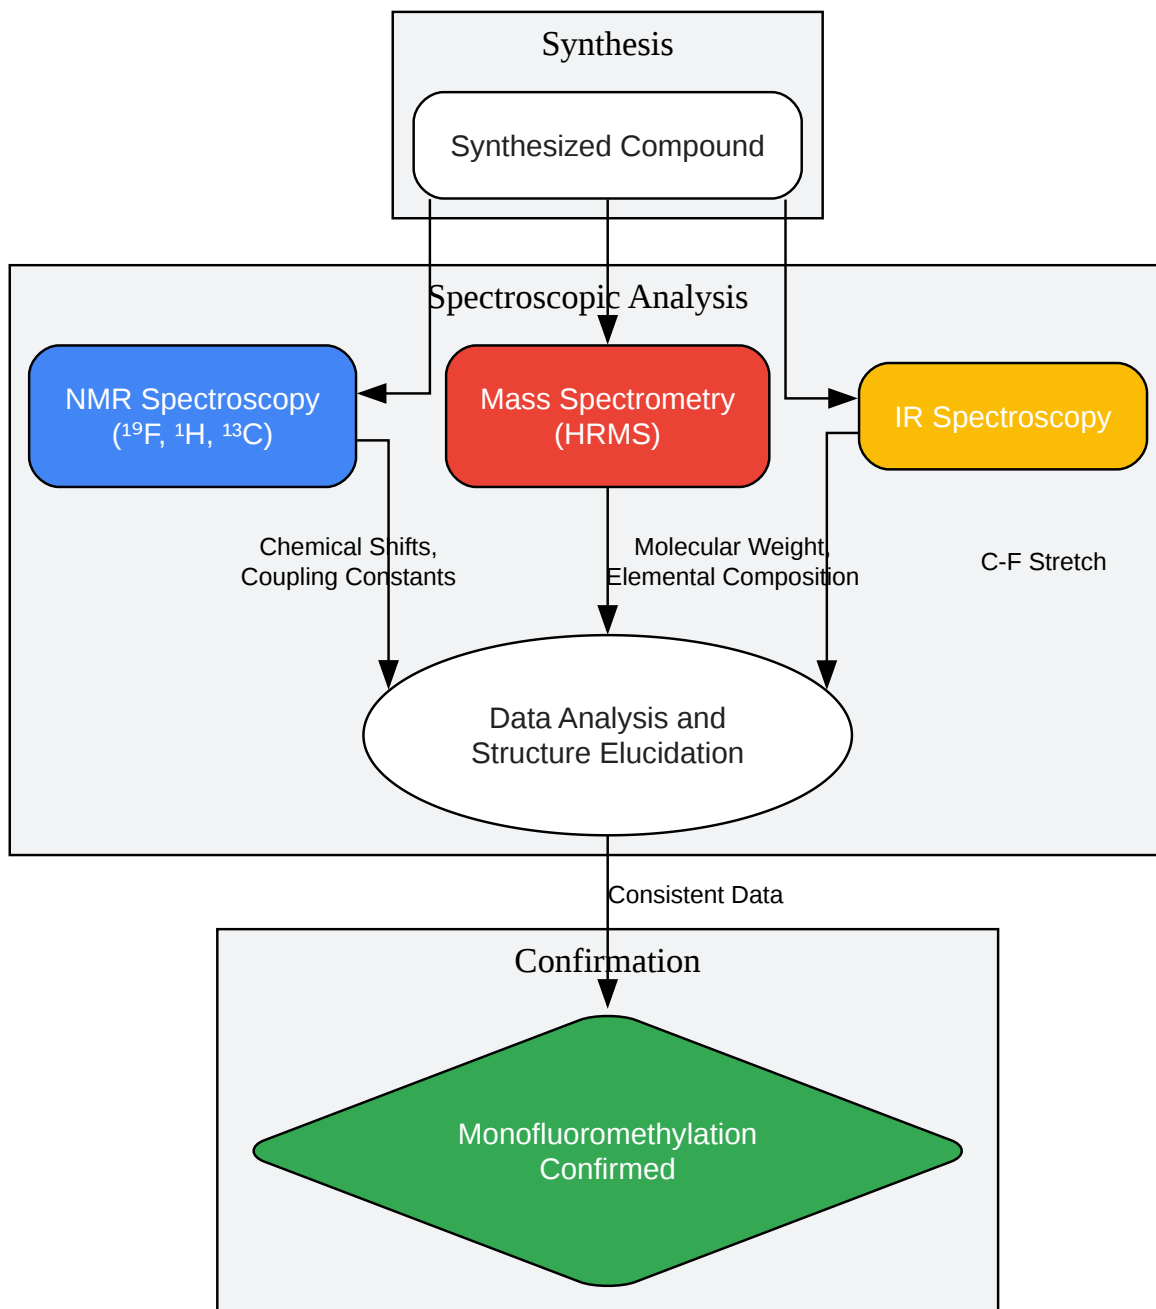 Synthesis
Synthesized Compound
Spectroscopic Analysis
NMR Spectroscopy
(¹⁹F, ¹H, ¹³C)
Mass Spectrometry
(HRMS)
IR Spectroscopy
Chemical Shifts,
Coupling Constants
Molecular Weight,
Elemental Composition
C-F Stretch
Data Analysis and
Structure Elucidation
Consistent Data
Confirmation
Monofluoromethylation
Confirmed